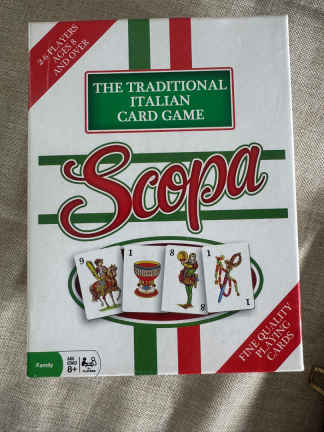 2-6 PLAYERS
AGES 8
AND OVER
THE TRADITIONAL
ITALIAN
CARD GAME
Scopa
9
1
8
1
8
1
FINE QUALITY
PLAYING
CARDS
Family
8+